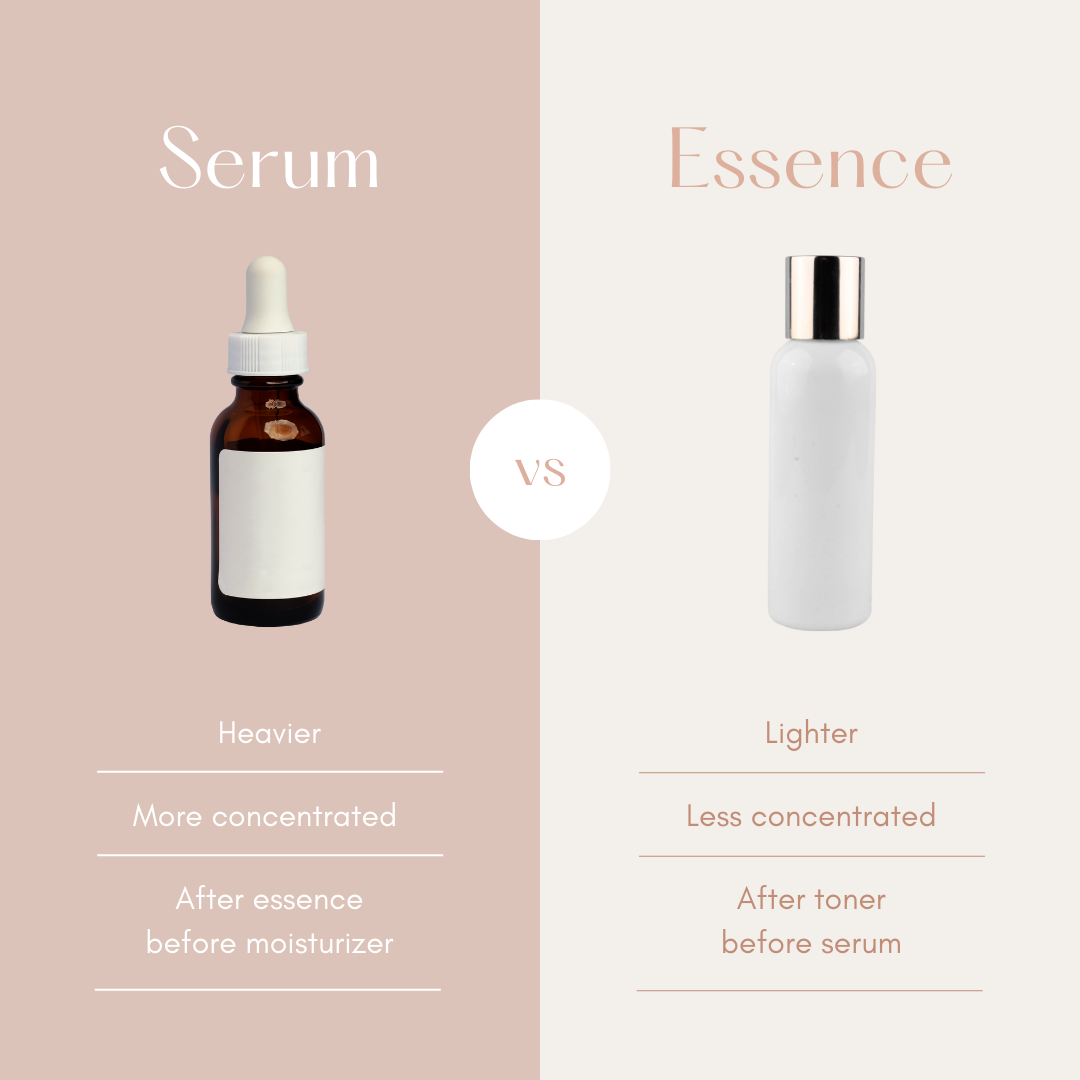 Serum
Heavier
More concentrated
After essence
before moisturizer
vs
Essence
Lighter
Less concentrated
After toner
before serum